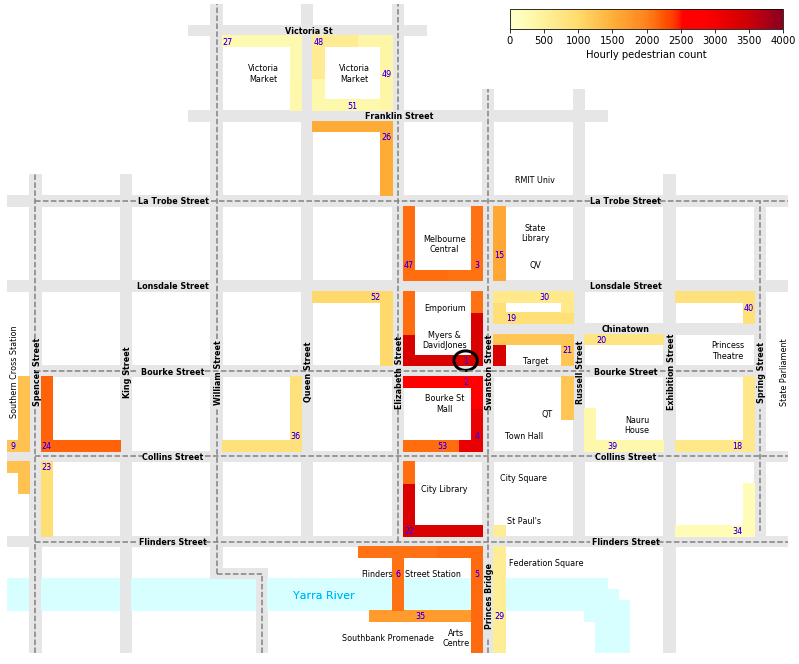 0 500 1000 1500 2000 2500 3000 3500 4000
Hourly pedestrian count
Victoria St
27
48
Victoria
Market
Victoria
Market
49
51
Franklin Street
26
RMIT Univ
La Trobe Street
La Trobe Street
State
Library
Melbourne
Central
15
47
3
QV
Lonsdale Street
Lonsdale Street
52
30
Emporium
40
19
Chinatown
Myers &
DavidJones
20
Princess
Theatre
21
1
Target
Southern Cross Station
Spencer Street
King Street
William Street
Queen Street
Elizabeth Street
Swanston Street
Russell Street
Exhibition Street
Spring Street
State Parliament
Bourke Street
Bourke Street
2
Bourke St
Mall
QT
Nauru
House
36
4
Town Hall
9
24
53
39
18
Collins Street
Collins Street
23
City Square
City Library
St Paul's
34
Flinders Street
Flinders Street
Federation Square
Flinders
6
Street Station
5
Princes Bridge
Yarra River
35
29
Southbank Promenade
Arts
Centre